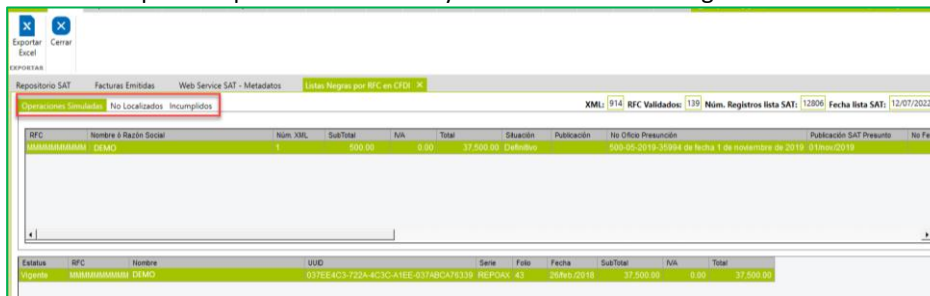 Exportar Excel
Cerrar
EXPORTAR
Repositorio SAT Facturas Emitidas Web Service SAT - Metadatos Listas Negras por RFC en CFDI ×
Operaciones Simuladas No Localizados Incumplidos XML: 914 RFC Validados: 139 Núm. Registros lista SAT: 12806 Fecha lista SAT: 12/07/2022
RFC Nombre ó Razón Social Núm. XML SubTotal IVA Total Situación Publicación No Oficio Presunción Publicación SAT Presunto No Fe
DEMO 1 500.00 0.00 37,500.00 Definitivo 500-05-2019-35994 de fecha 1 de noviembre de 2019 01/nov/2019
Estatus RFC Nombre UUID Serie Folio Fecha SubTotal IVA Total
Vigente DEMO 037EE4C3-722A-4C3C-A1EE-037ABCA76339 REPOAX 43 26/feb./2018 37,500.00 0.00 37,500.00